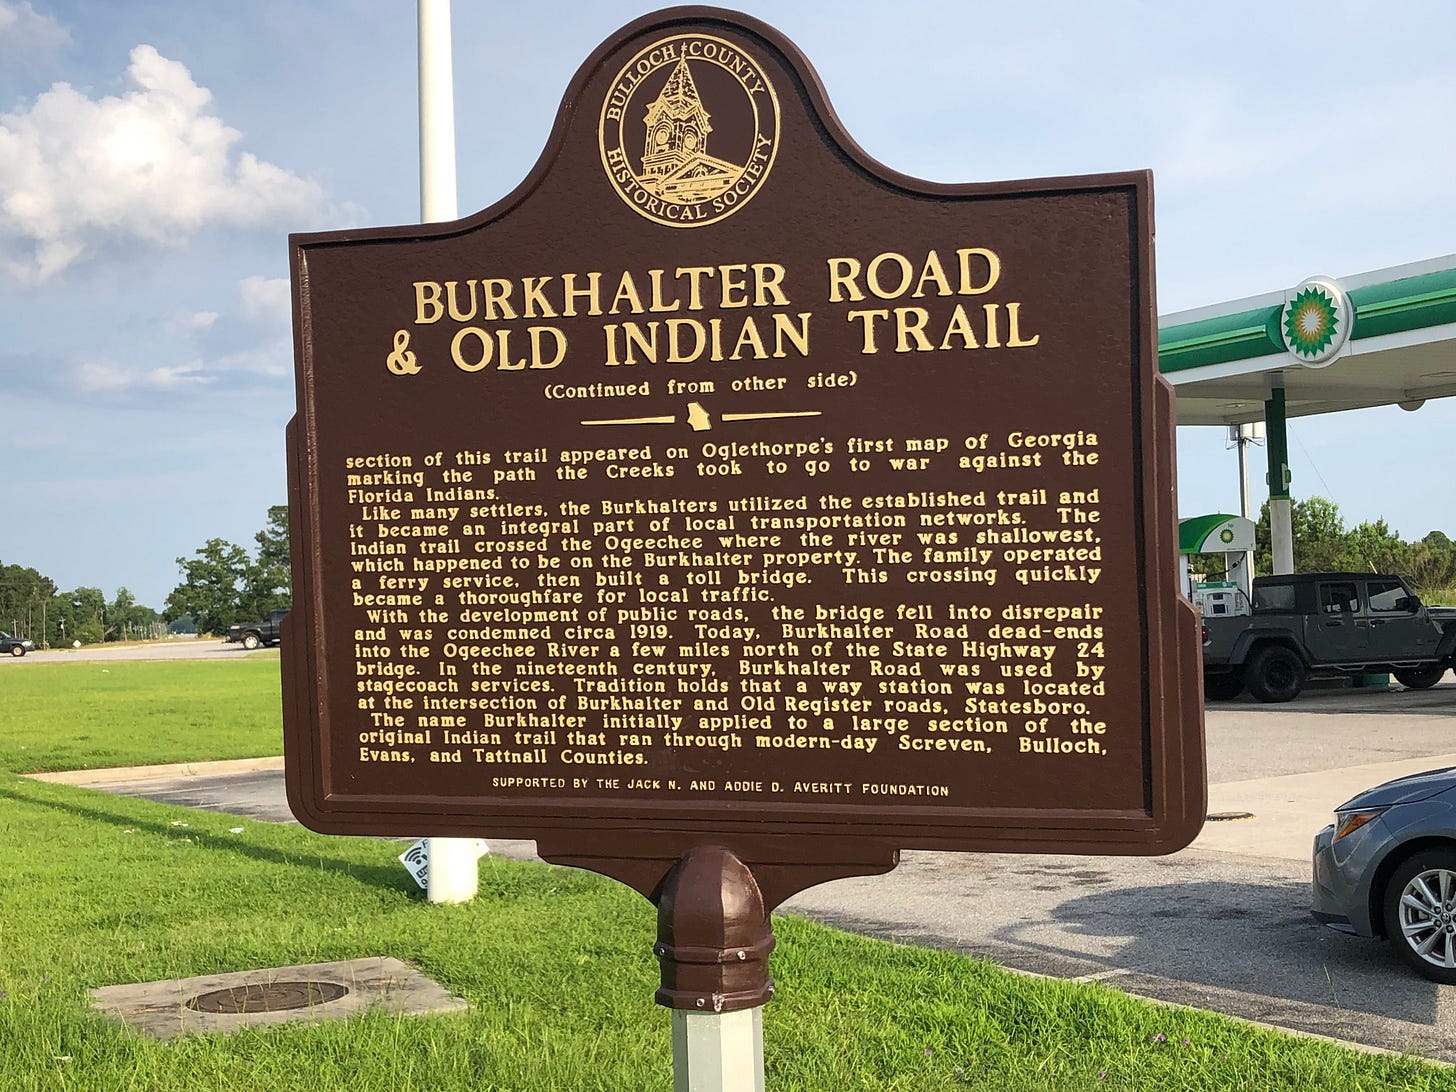 BULLOCH COUNTY
HISTORICAL SOCIETY
BURKHALTER ROAD
& OLD INDIAN TRAIL
(Continued from other side)
section of this trail appeared on Oglethorpe's first map of Georgia
marking the path the Creeks took to go to war against the
Florida Indians.
Like many settlers, the Burkhalters utilized the established trail and
it became an integral part of local transportation networks. The
Indian trail crossed the Ogeechee where the river was shallowest,
which happened to be on the Burkhalter property. The family operated
a ferry service, then built a toll bridge. This crossing quickly
became a thoroughfare for local traffic.
With the development of public roads, the bridge fell into disrepair
and was condemned circa 1919. Today, Burkhalter Road dead-ends
into the Ogeechee River a few miles north of the State Highway 24
bridge. In the nineteenth century, Burkhalter Road was used by
stagecoach services. Tradition holds that a way station was located
at the intersection of Burkhalter and Old Register roads, Statesboro.
The name Burkhalter initially applied to a large section of the
original Indian trail that ran through modern-day Screven, Bulloch,
Evans, and Tattnall Counties.
SUPPORTED BY THE JACK N. AND ADDIE D. AVERITT FOUNDATION